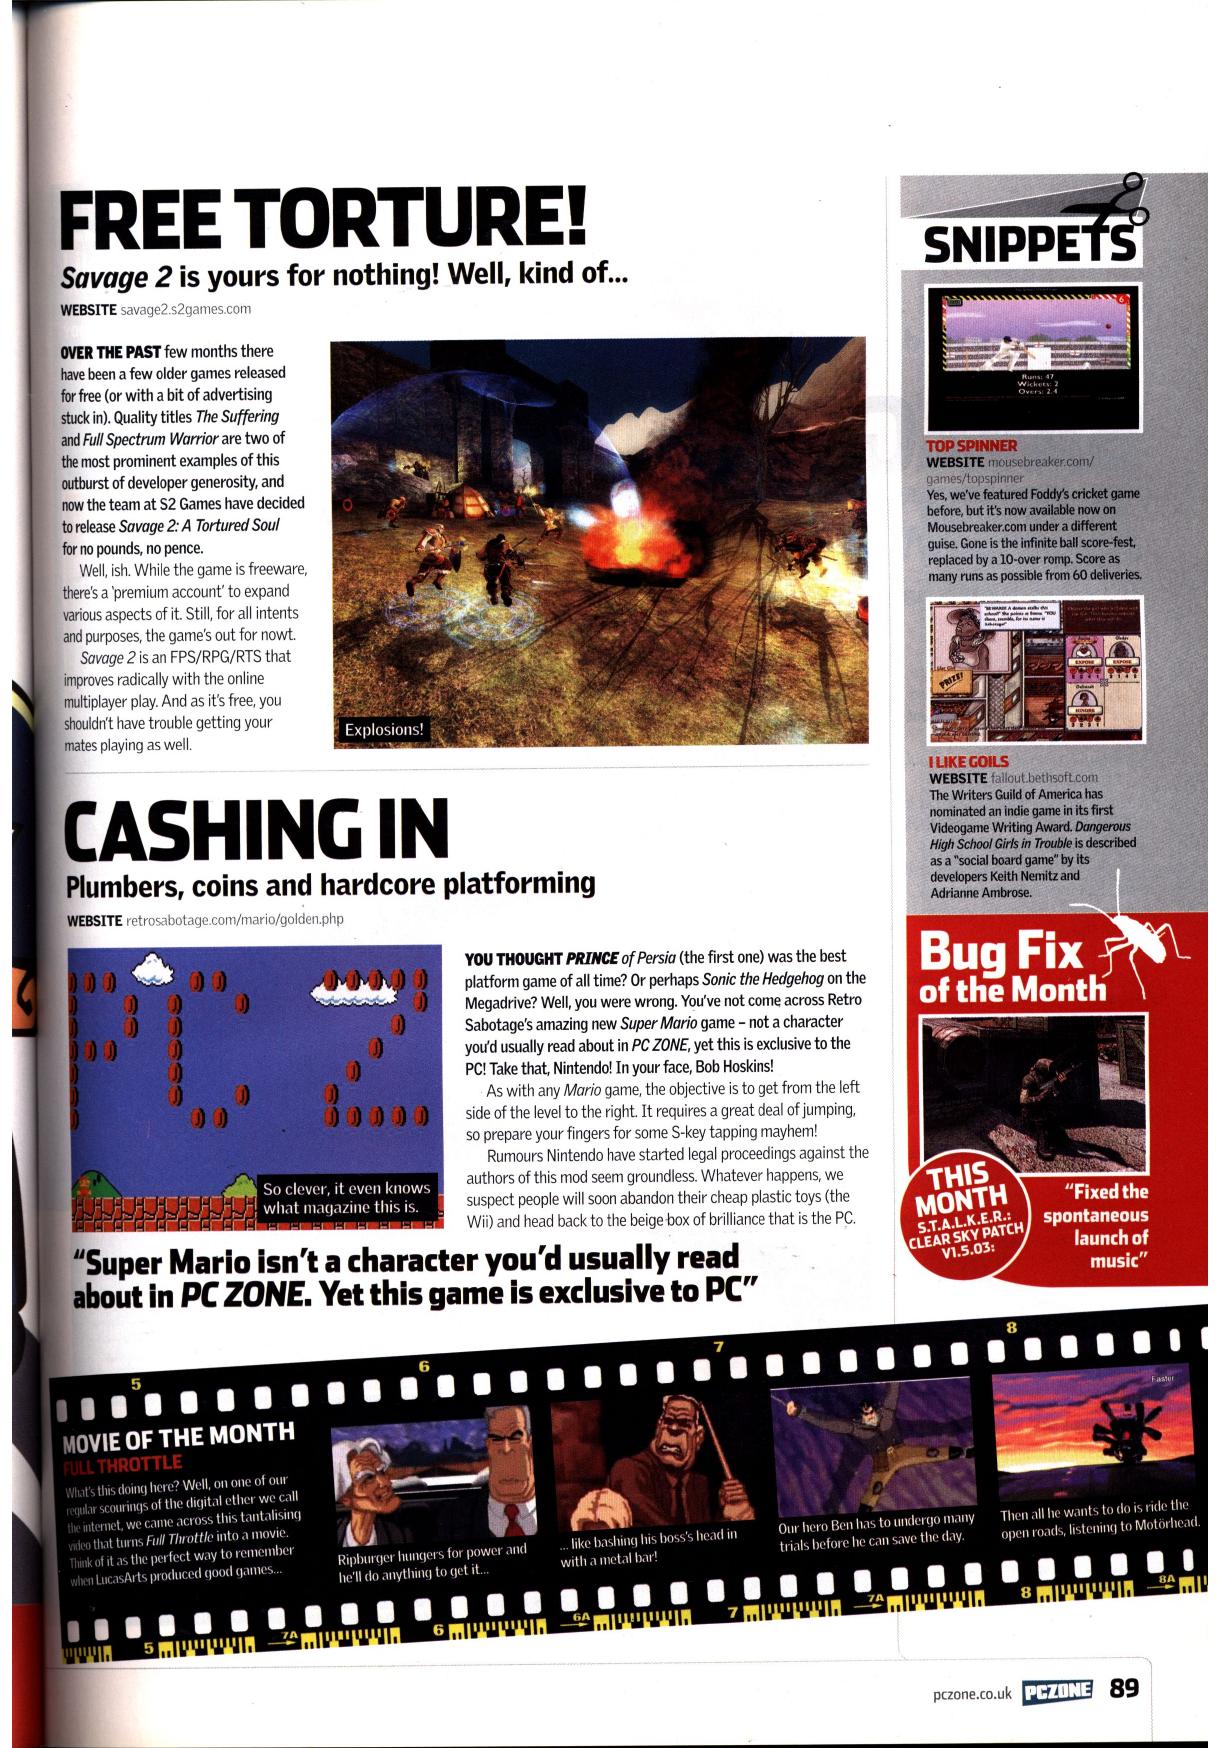 FREE TORTURE!
Savage 2 is yours for nothing! Well, kind of...
WEBSITE savage2.s2games.com
OVER THE PAST few months there
have been a few older games released
for free (or with a bit of advertising
stuck in). Quality titles The Suffering
and Full Spectrum Warrior are two of
the most prominent examples of this
outburst of developer generosity, and
now the team at S2 Games have decided
to release Savage 2: A Tortured Soul
for no pounds, no pence.
Well, ish. While the game is freeware,
there's a 'premium account' to expand
various aspects of it. Still, for all intents
and purposes, the game's out for nowt.
Savage 2 is an FPS/RPG/RTS that
improves radically with the online
multiplayer play. And as it's free, you
shouldn't have trouble getting your
mates playing as well.
Explosions!
CASHING IN
Plumbers, coins and hardcore platforming
WEBSITE retrosabotage.com/mario/golden.php
PC Z
So clever, it even knows
what magazine this is.
YOU THOUGHT PRINCE of Persia (the first one) was the best
platform game of all time? Or perhaps Sonic the Hedgehog on the
Megadrive? Well, you were wrong. You've not come across Retro
Sabotage's amazing new Super Mario game – not a character
you'd usually read about in PC ZONE, yet this is exclusive to the
PC! Take that, Nintendo! In your face, Bob Hoskins!
As with any Mario game, the objective is to get from the left
side of the level to the right. It requires a great deal of jumping,
so prepare your fingers for some S-key tapping mayhem!
Rumours Nintendo have started legal proceedings against the
authors of this mod seem groundless. Whatever happens, we
suspect people will soon abandon their cheap plastic toys (the
Wii) and head back to the beige box of brilliance that is the PC.
"Super Mario isn't a character you'd usually read
about in PC ZONE. Yet this game is exclusive to PC"
SNIPPETS
6
Runs: 47
Wickets: 2
Overs: 2.4
TOP SPINNER
WEBSITE mousebreaker.com/
games/topspinner
Yes, we've featured Foddy's cricket game
before, but it's now available now on
Mousebreaker.com under a different
guise. Gone is the infinite ball score-fest,
replaced by a 10-over romp. Score as
many runs as possible from 60 deliveries.
PRIZE!
EXPOSE
EXPOSE
I LIKE GOILS
WEBSITE fallout.bethsoft.com
The Writers Guild of America has
nominated an indie game in its first
Videogame Writing Award. Dangerous
High School Girls in Trouble is described
as a "social board game" by its
developers Keith Nemitz and
Adrianne Ambrose.
Bug Fix
of the Month
THIS
MONTH
S.T.A.L.K.E.R.:
CLEAR SKY PATCH
V1.5.03:
"Fixed the
spontaneous
launch of
music"
5
6
7
8
MOVIE OF THE MONTH
FULL THROTTLE
What's this doing here? Well, on one of our
regular scourings of the digital ether we call
the internet, we came across this tantalising
video that turns Full Throttle into a movie.
Think of it as the perfect way to remember
when LucasArts produced good games...
Ripburger hungers for power and
he'll do anything to get it...
... like bashing his boss's head in
with a metal bar!
Our hero Ben has to undergo many
trials before he can save the day.
Faster
Then all he wants to do is ride the
open roads, listening to Motörhead.
5
7A
6
6A
7
7A
8
8A
pczone.co.uk PCZONE 89